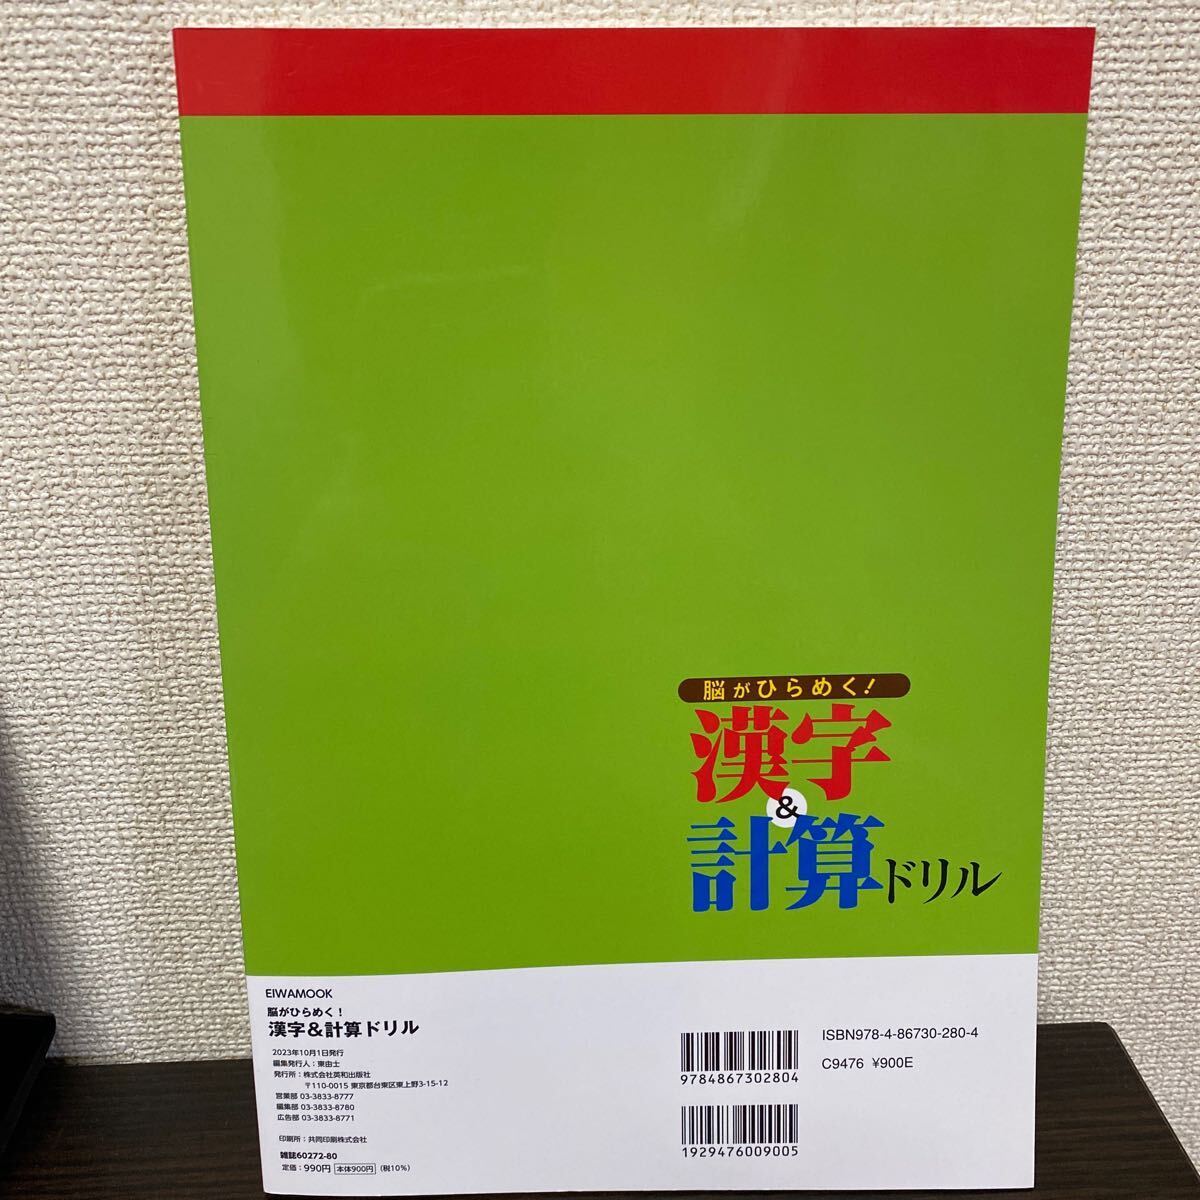 脳がひらめく!
漢字
&
計算ドリル
EIWAMOOK
脳がひらめく!
漢字&計算ドリル
2023年10月1日発行
編集発行人:東由士
発行所:株式会社英和出版社
〒110-0015 東京都台東区東上野3-15-12
営業部 03-3833-8777
編集部 03-3833-8780
広告部 03-3833-8771
印刷所:共同印刷株式会社
雑誌60272-80
定価:990円 本体900円 (税10%)
9784867302804
1929476009005
ISBN978-4-86730-280-4
C9476 ¥900E